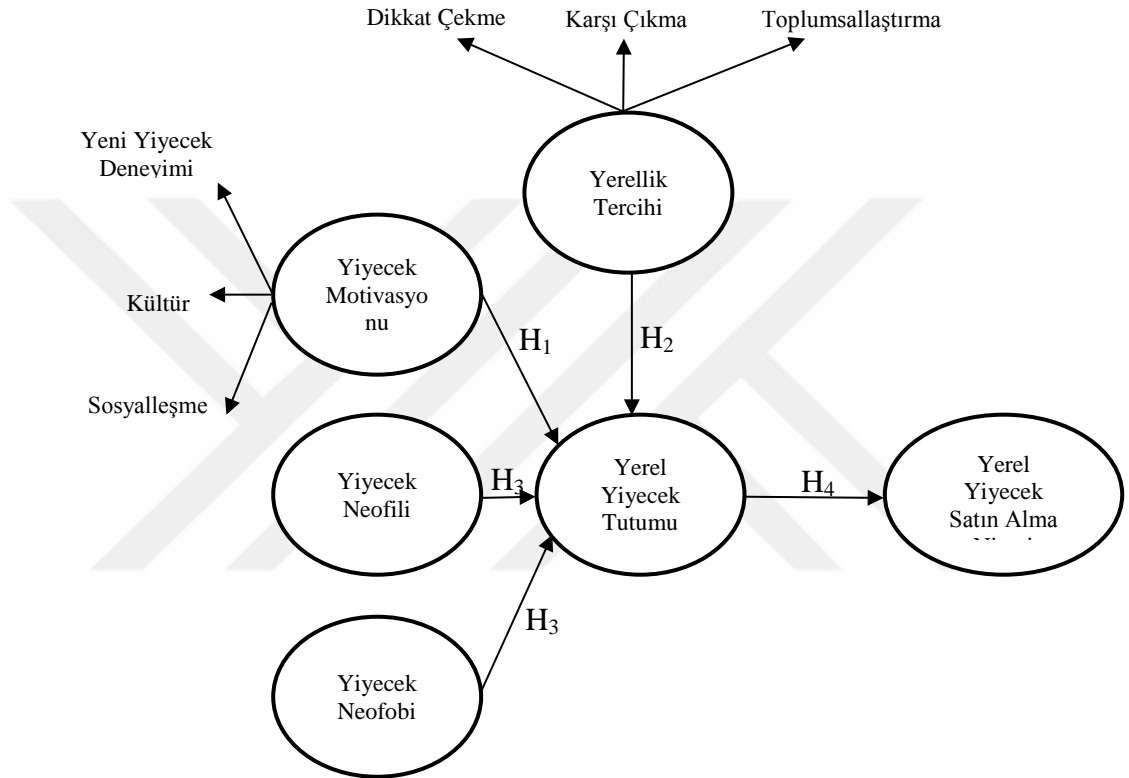 Dikkat Çekme
Karşı Çıkma
Toplumsallaştırma
Yeni Yiyecek
Deneyimi
Yerellik
Tercihi
Yiyecek
Motivasyo
nu
Kültür
H₁
H₂
Sosyalleşme
Yiyecek
Neofili
H₃
Yerel
Yiyecek
Tutumu
H₄
Yerel
Yiyecek
Satın Alma
H₃
Yiyecek
Neofobi